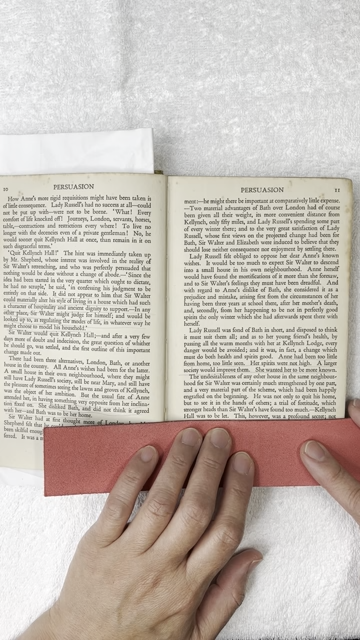 10 PERSUASION
How Anne's more rigid requisitions might have been taken is
of little consequence. Lady Russell's had no success at all—could
not be put up with—were not to be borne. "What! Every
comfort of life knocked off! Journeys, London, servants, horses,
table,—contractions and restrictions every where! To live no
longer with the decencies even of a private gentleman! No, he
would sooner quit Kellynch Hall at once, than remain in it on
such disgraceful terms."
"Quit Kellynch Hall!" The hint was immediately taken up
by Mr. Shepherd, whose interest was involved in the reality of
Sir Walter's retrenching, and who was perfectly persuaded that
nothing would be done without a change of abode.—"Since the
idea had been started in the very quarter which ought to dictate,
he had no scruple," he said, "in confessing his judgment to be
entirely on that side. It did not appear to him that Sir Walter
could materially alter his style of living in a house which had such
a character of hospitality and ancient dignity to support.—In any
other place, Sir Walter might judge for himself; and would be
looked up to, as regulating the modes of life, in whatever way he
might choose to model his household."
Sir Walter would quit Kellynch Hall;—and after a very few
days more of doubt and indecision, the great question of whither
he should go, was settled, and the first outline of this important
change made out.
There had been three alternatives, London, Bath, or another
house in the country. All Anne's wishes had been for the latter.
A small house in their own neighbourhood, where they might
still have Lady Russell's society, still be near Mary, and still have
the pleasure of sometimes seeing the lawns and groves of Kellynch,
was the object of her ambition. But the usual fate of Anne
attended her, in having something very opposite from her inclina-
tion fixed on. She disliked Bath, and did not think it agreed
with her—and Bath was to be her home.
Sir Walter had at first thought more of London,
Shepherd felt
been skilful
ferred. It was a
PERSUASION 11
ment:—he might there be important at comparatively little expense.
—Two material advantages of Bath over London had of course
been given all their weight, its more convenient distance from
Kellynch, only fifty miles, and Lady Russell's spending some part
of every winter there; and to the very great satisfaction of Lady
Russell, whose first views on the projected change had been for
Bath, Sir Walter and Elizabeth were induced to believe that they
should lose neither consequence nor enjoyment by settling there.
Lady Russell felt obliged to oppose her dear Anne's known
wishes. It would be too much to expect Sir Walter to descend
into a small house in his own neighbourhood. Anne herself
would have found the mortifications of it more than she foresaw,
and to Sir Walter's feelings they must have been dreadful. And
with regard to Anne's dislike of Bath, she considered it as a
prejudice and mistake, arising first from the circumstance of her
having been three years at school there, after her mother's death,
and, secondly, from her happening to be not in perfectly good
spirits the only winter which she had afterwards spent there with
herself.
Lady Russell was fond of Bath in short, and disposed to think
it must suit them all; and as to her young friend's health, by
passing all the warm months with her at Kellynch Lodge, every
danger would be avoided; and it was, in fact, a change which
must do both health and spirits good. Anne had been too little
from home, too little seen. Her spirits were not high. A larger
society would improve them. She wanted her to be more known.
The undesirableness of any other house in the same neighbour-
hood for Sir Walter was certainly much strengthened by one part,
and a very material part of the scheme, which had been happily
engrafted on the beginning. He was not only to quit his home,
but to see it in the hands of others; a trial of fortitude, which
stronger heads than Sir Walter's have found too much.—Kellynch
Hall was to be let. This, however, was a profound secret; not